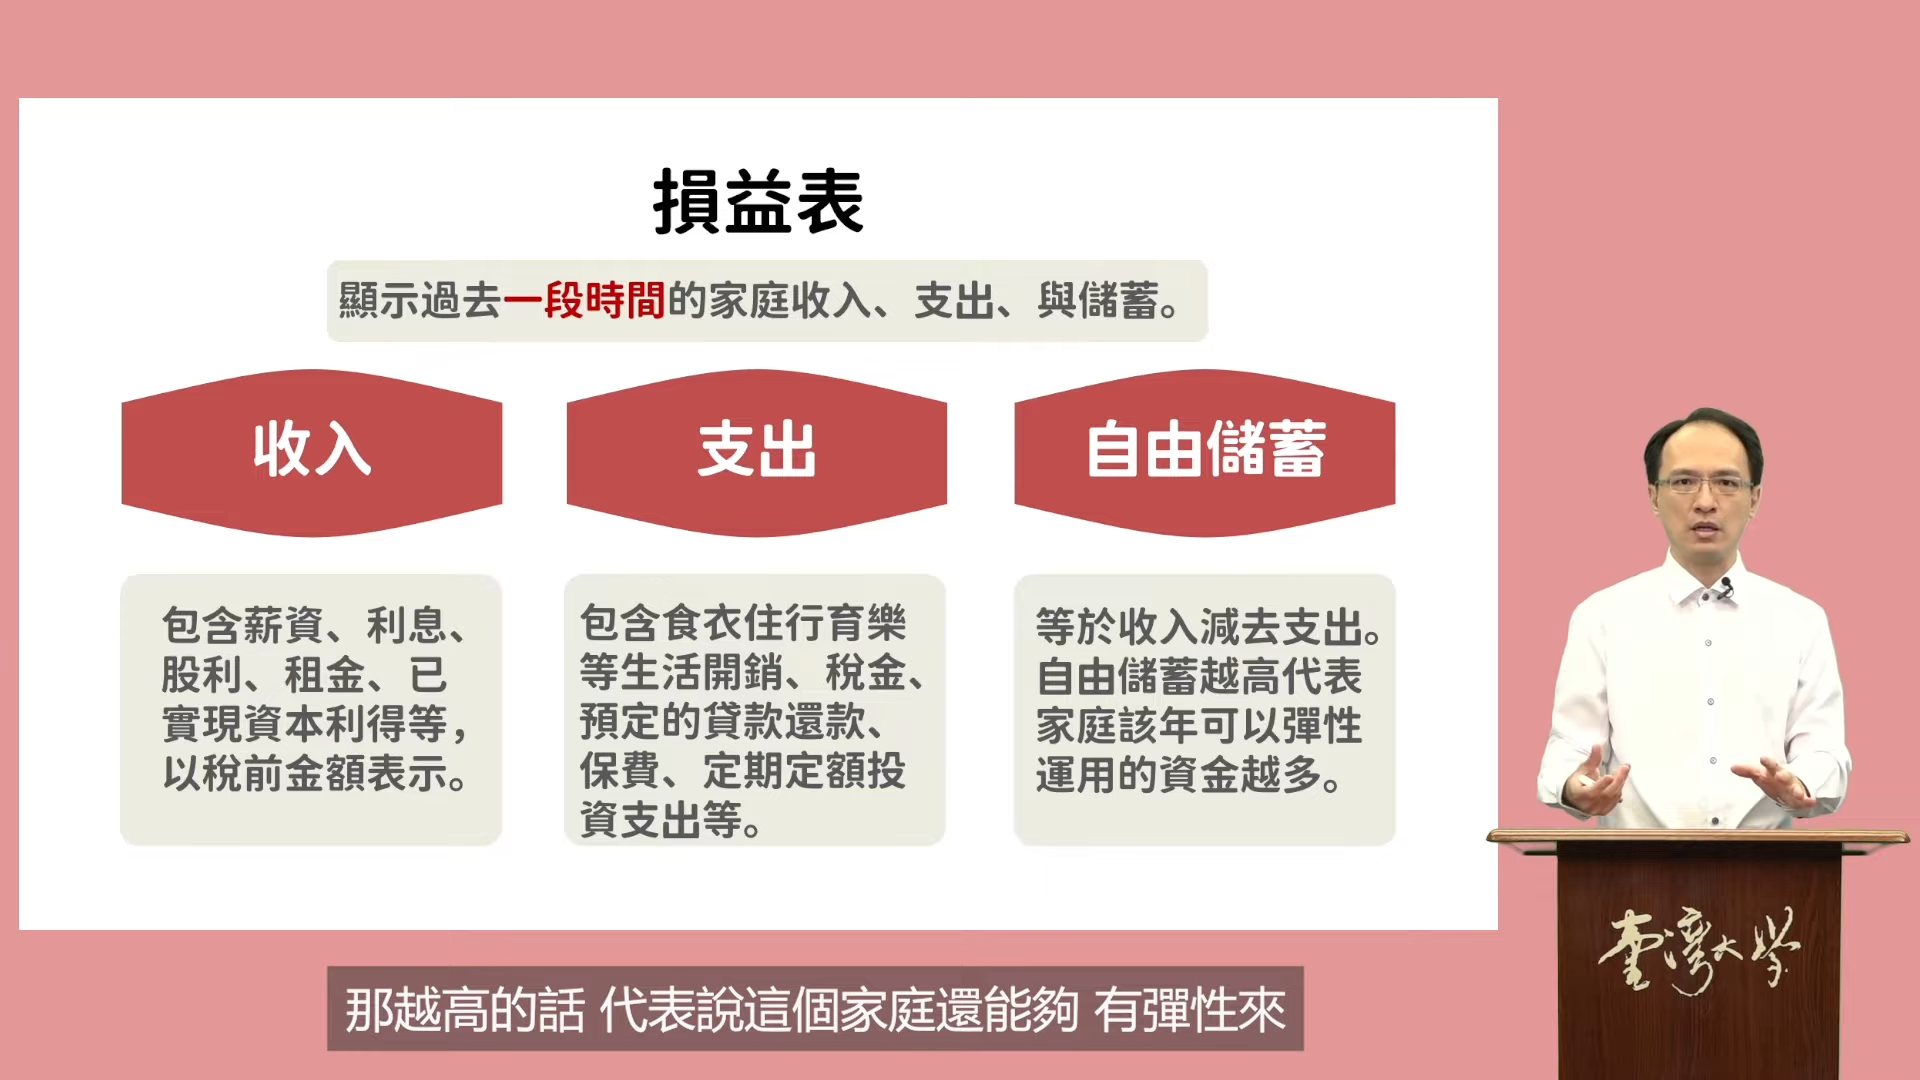 損益表
顯示過去一段時間的家庭收入、支出、與儲蓄。
收入
支出
自由儲蓄
包含薪資、利息、
股利、租金、已
實現資本利得等，
以稅前金額表示。
包含食衣住行育樂
等生活開銷、稅金、
預定的貸款還款、
保費、定期定額投
資支出等。
等於收入減去支出。
自由儲蓄越高代表
家庭該年可以彈性
運用的資金越多。
臺灣大學
那越高的話 代表說這個家庭還能夠 有彈性來